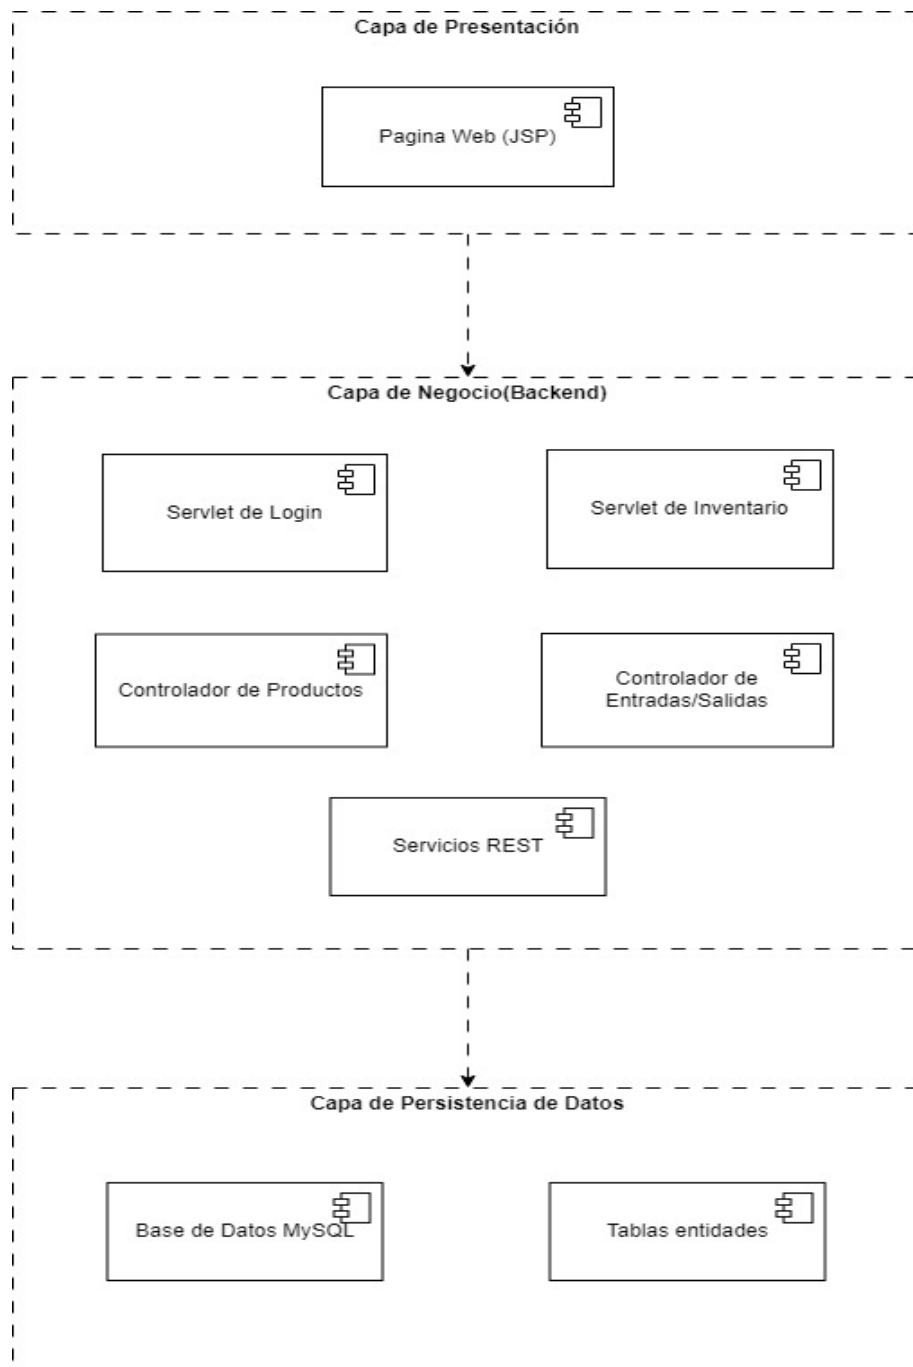 Capa de Presentación
Pagina Web (JSP)
Capa de Negocio(Backend)
Servlet de Login
Servlet de Inventario
Controlador de Productos
Controlador de
Entradas/Salidas
Servicios REST
Capa de Persistencia de Datos
Base de Datos MySQL
Tablas entidades